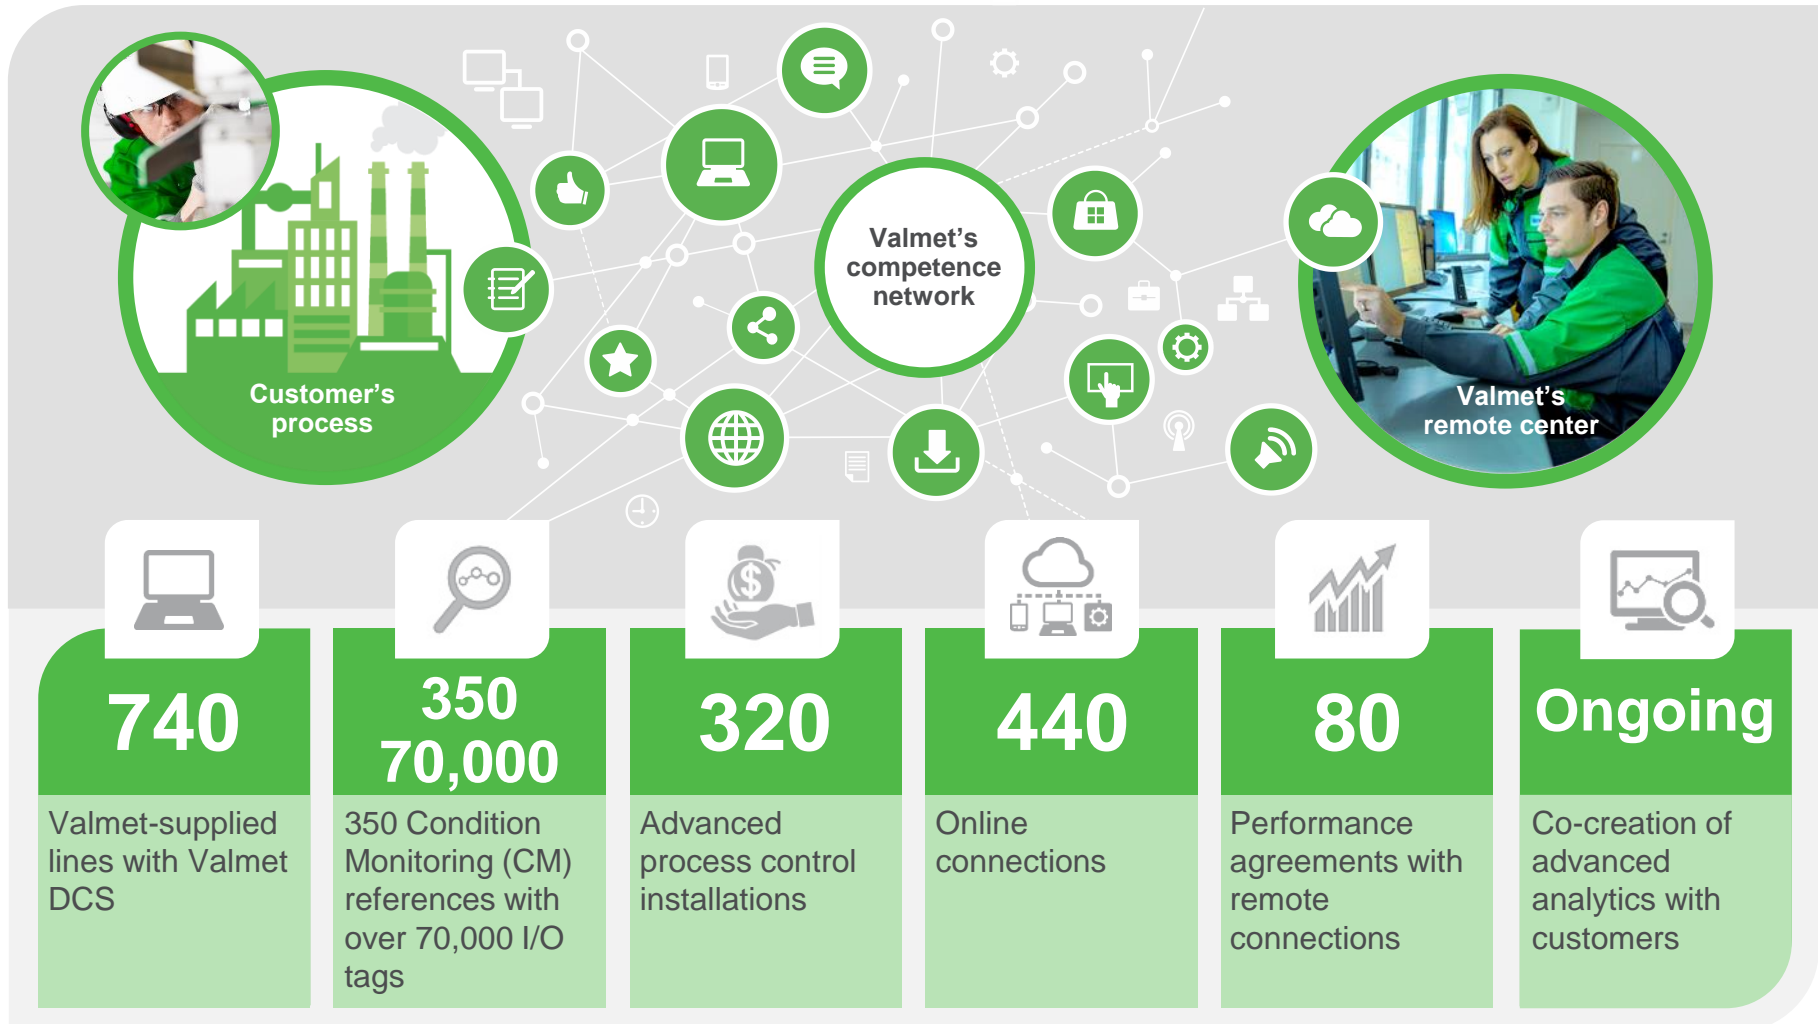 Valmet's
competence
network
Customer's
process
Valmet's
remote center
740
Valmet-supplied
lines with Valmet
DCS
350
70,000
350 Condition
Monitoring (CM)
references with
over 70,000 I/O
tags
320
Advanced
process control
installations
440
Online
connections
80
Performance
agreements with
remote
connections
Ongoing
Co-creation of
advanced
analytics with
customers